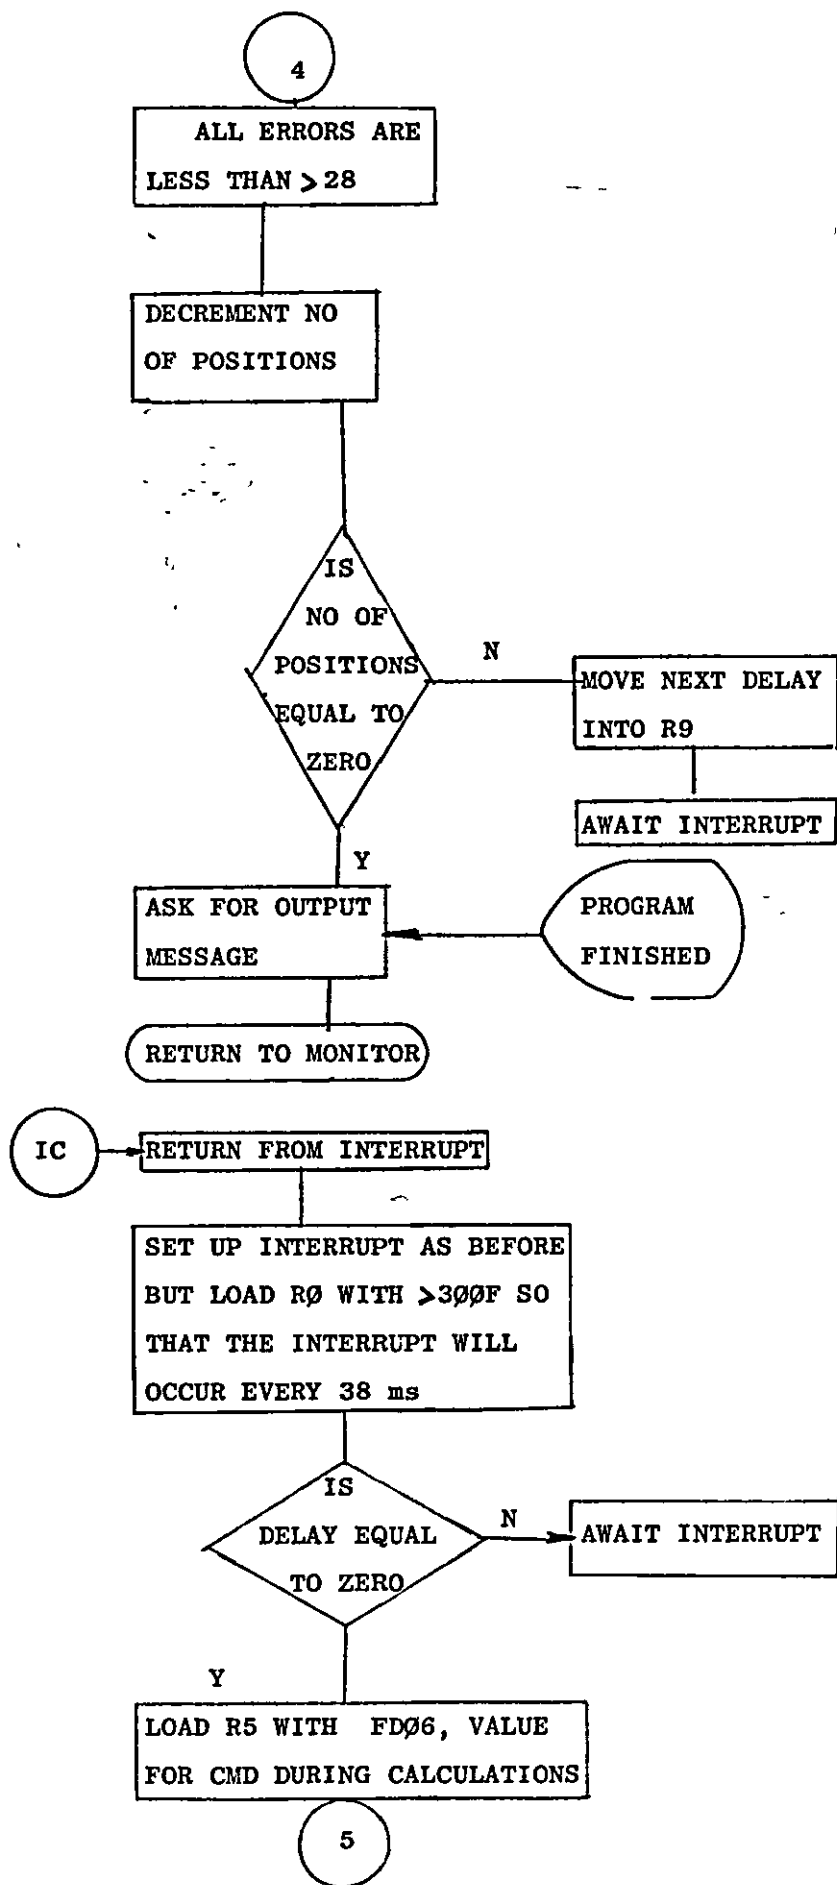 4
ALL ERRORS ARE
LESS THAN >28
DECREMENT NO
OF POSITIONS
IS
NO OF
POSITIONS
EQUAL TO
ZERO
N
MOVE NEXT DELAY
INTO R9
AWAIT INTERRUPT
Y
ASK FOR OUTPUT
MESSAGE
PROGRAM
FINISHED
RETURN TO MONITOR
IC
RETURN FROM INTERRUPT
SET UP INTERRUPT AS BEFORE
BUT LOAD RØ WITH >3ØØF SO
THAT THE INTERRUPT WILL
OCCUR EVERY 38 ms
IS
DELAY EQUAL
TO ZERO
N
AWAIT INTERRUPT
Y
LOAD R5 WITH FDØ6, VALUE
FOR CMD DURING CALCULATIONS
5